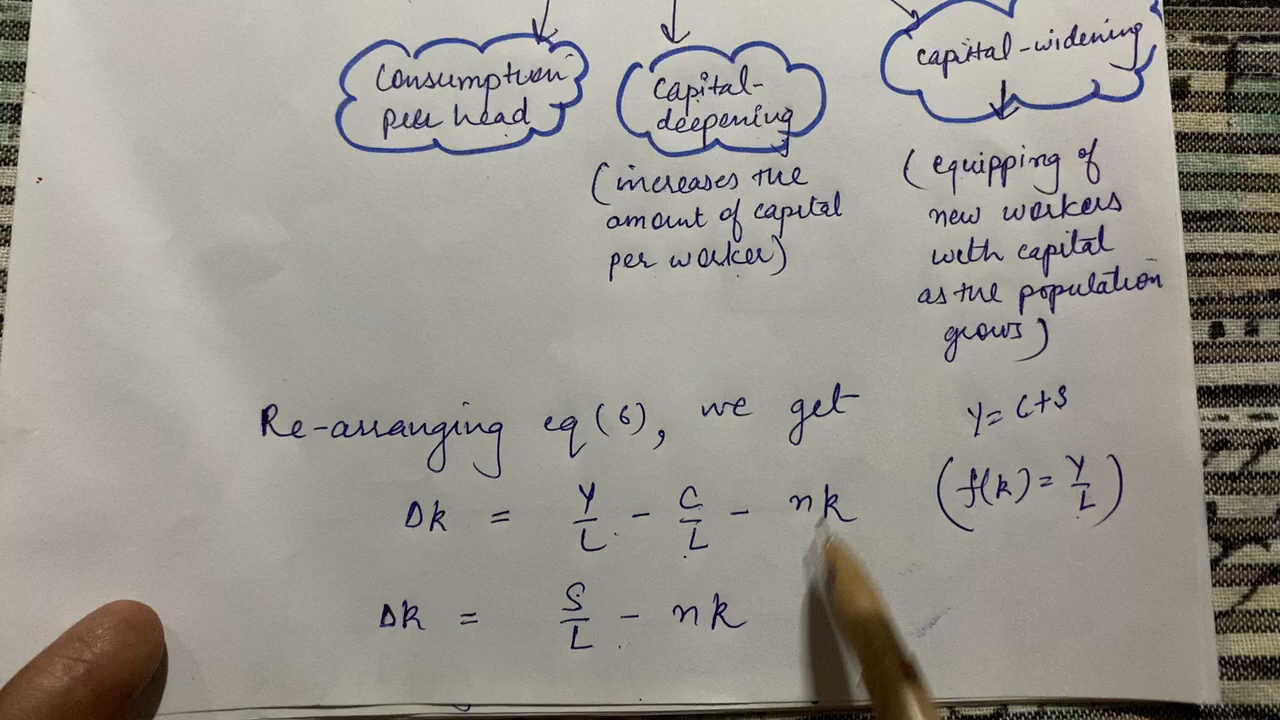 Consumption
per head
capital-
deepening
capital-widening
(increases the
amount of capital
per worker)
(equipping of
new workers
with capital
as the population
grows)
Re-arranging eq(6), we get
Y = C+S
Δk = Y/L - C/L - nk
(f(k) = Y/L)
Δk = S/L - nk